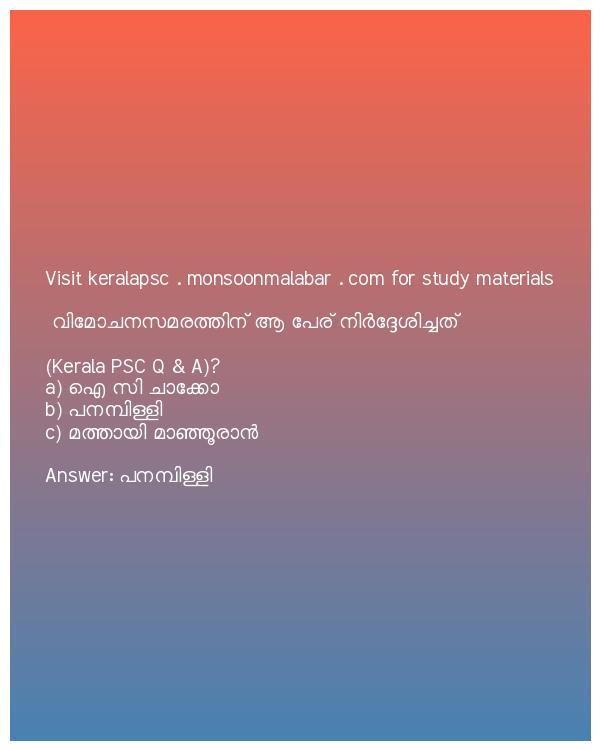 Visit keralapsc . monsoonmalabar . com for study materials
വിമോചനസമരത്തിന് ആ പേര് നിർദ്ദേശിച്ചത്
(Kerala PSC Q & A)?
a) ഐ സി ചാക്കോ
b) പനമ്പിള്ളി
c) മത്തായി മാഞ്ഞൂരാൻ
Answer: പനമ്പിള്ളി